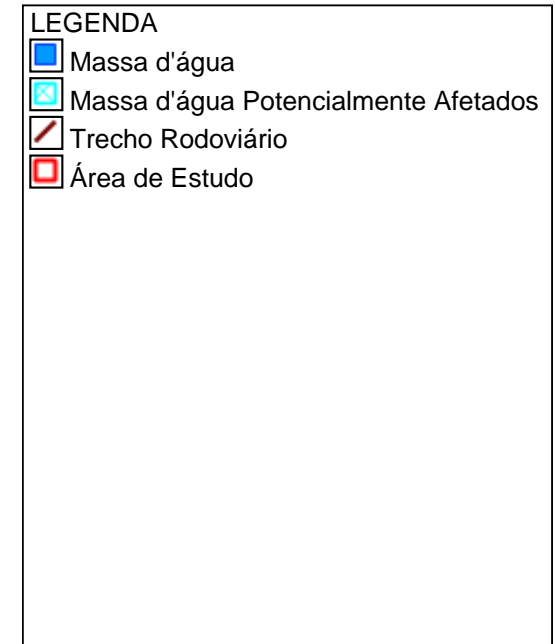 LEGENDA
Massa d'água
Massa d'água Potencialmente Afetados
Trecho Rodoviário
Área de Estudo